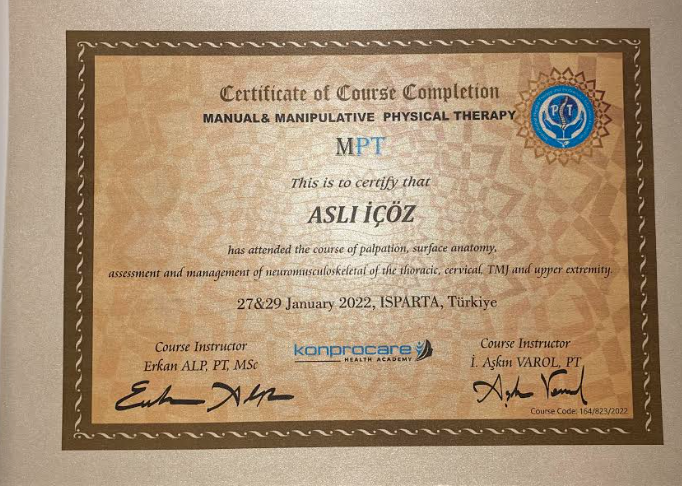 Certificate of Course Completion
MANUAL& MANIPULATIVE PHYSICAL THERAPY
PT
MPT
This is to certify that
ASLI İÇÖZ
has attended the course of palpation, surface anatomy,
assessment and management of neuromusculoskeletal of the thoracic, cervical, TMJ and upper extremity.
27&29 January 2022, ISPARTA, Türkiye
Course Instructor
Erkan ALP, PT, MSc
konprocare
HEALTH ACADEMY
Course Instructor
İ. Aşkın VAROL, PT
Course Code: 164/823/2022